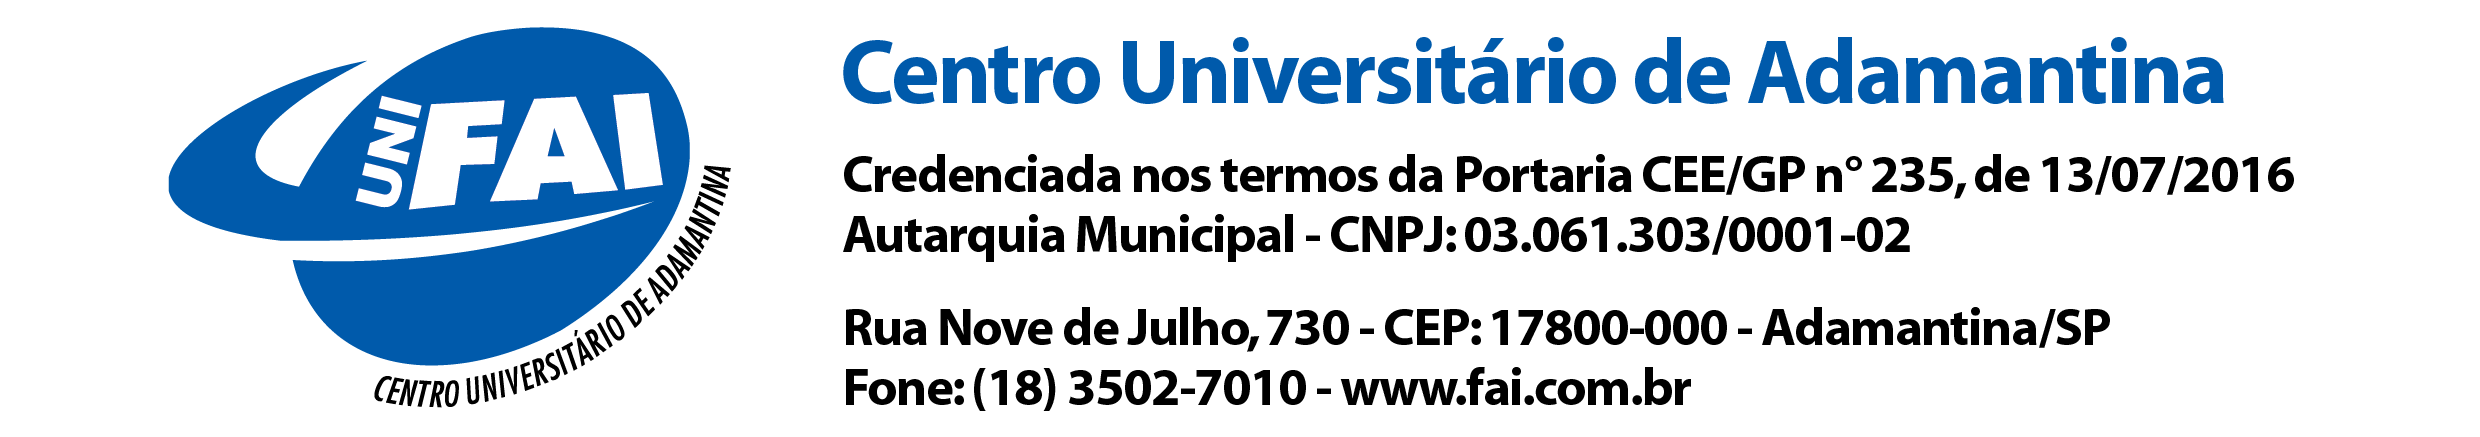 UNI
FAI
CENTRO UNIVERSITÁRIO DE ADAMANTINA
Centro Universitário de Adamantina
Credenciada nos termos da Portaria CEE/GP n° 235, de 13/07/2016
Autarquia Municipal - CNPJ: 03.061.303/0001-02
Rua Nove de Julho, 730 - CEP: 17800-000 - Adamantina/SP
Fone: (18) 3502-7010 - www.fai.com.br